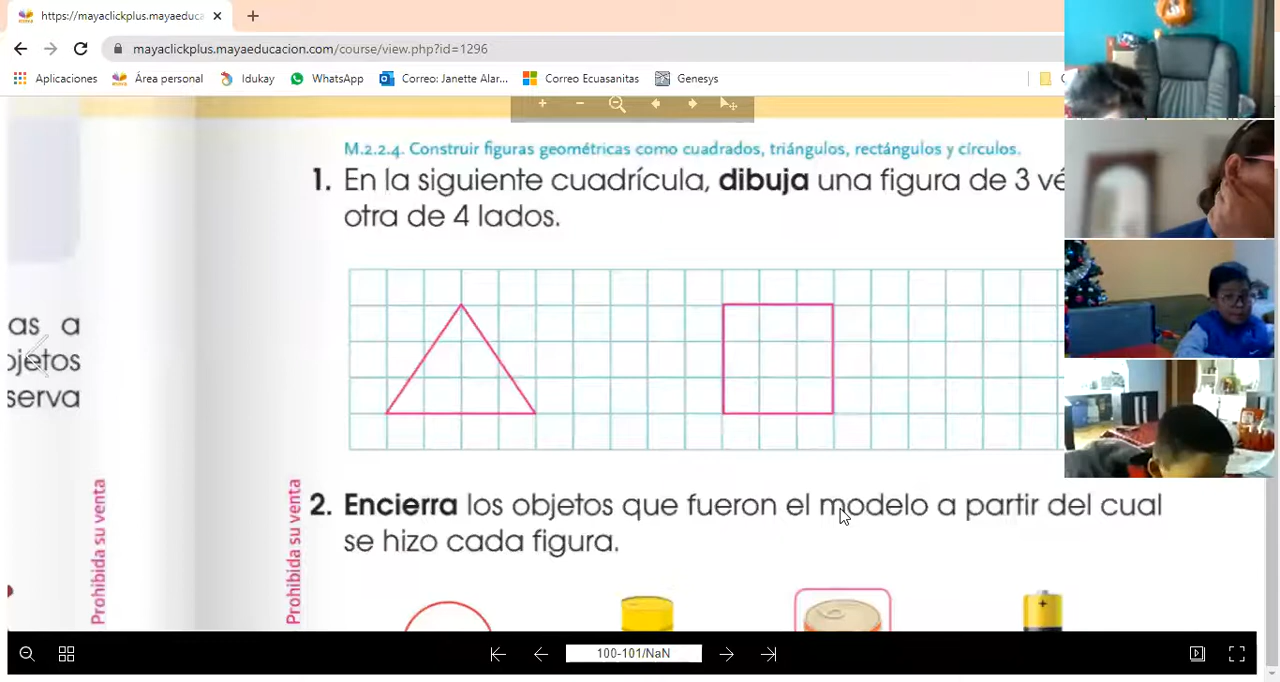 https://mayaclickplus.mayaeduca
mayaclickplus.mayaeducacion.com/course/view.php?id=1296
Aplicaciones Área personal Idukay WhatsApp Correo: Janette Alar... Correo Ecuasanitas Genesys
M.2.2.4. Construir figuras geométricas como cuadrados, triángulos, rectángulos y círculos.
1. En la siguiente cuadrícula, dibuja una figura de 3 vé
otra de 4 lados.
as a
ojetos
serva
Prohibida su venta
Prohibida su venta
2. Encierra los objetos que fueron el modelo a partir del cual
se hizo cada figura.
+
100-101/NaN